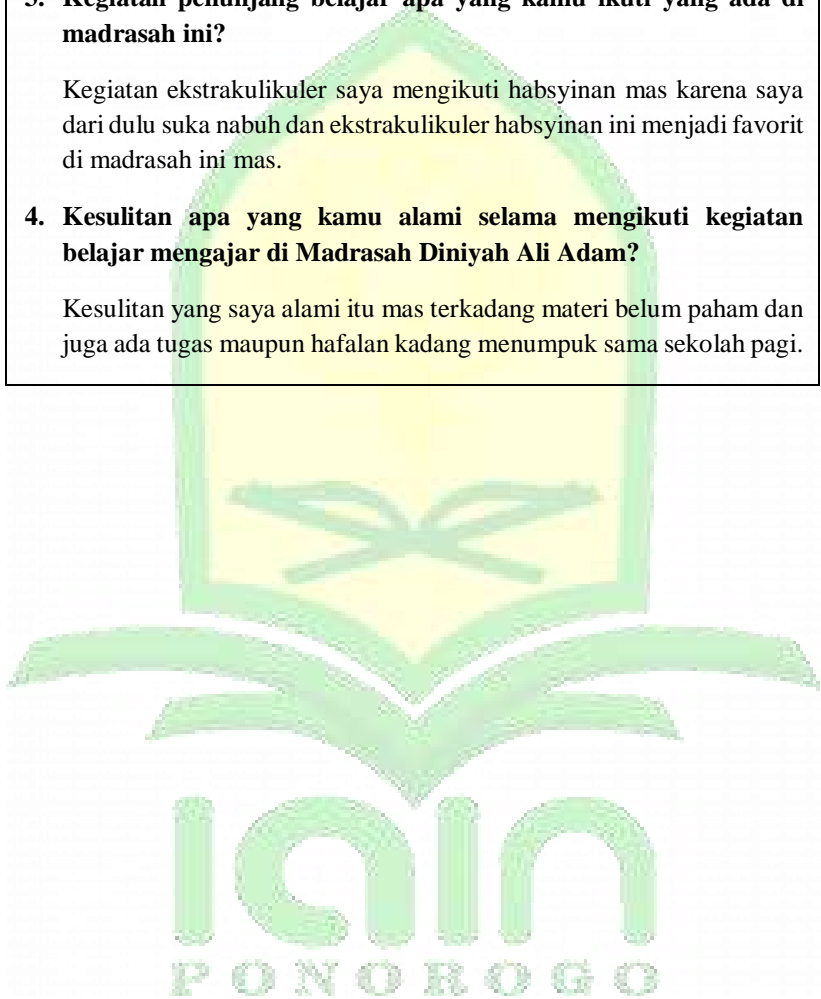 3. Kegiatan penunjang belajar apa yang kamu ikuti yang ada di
madrasah ini?
Kegiatan ekstrakulikuler saya mengikuti habsyinan mas karena saya
dari dulu suka nabuh dan ekstrakulikuler habsyinan ini menjadi favorit
di madrasah ini mas.
4. Kesulitan apa yang kamu alami selama mengikuti kegiatan
belajar mengajar di Madrasah Diniyah Ali Adam?
Kesulitan yang saya alami itu mas terkadang materi belum paham dan
juga ada tugas maupun hafalan kadang menumpuk sama sekolah pagi.
iain
PONOROGO